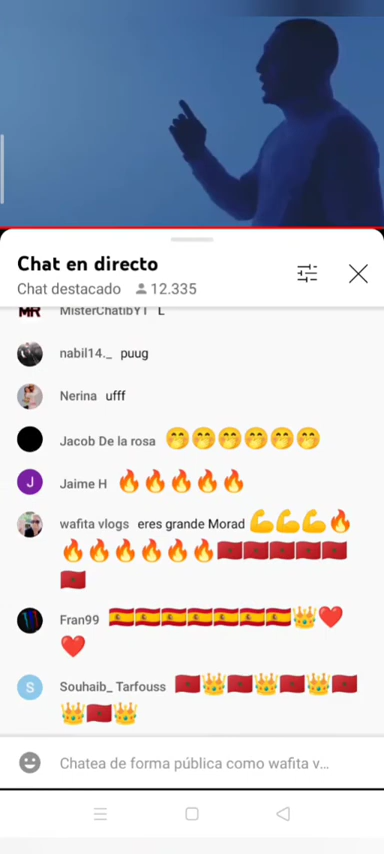 Chat en directo
Chat destacado 12.335
MR MisterChatibYT L
nabil14._ puug
Nerina ufff
Jacob De la rosa 🤭🤭🤭🤭🤭🤭
J Jaime H 🔥🔥🔥🔥🔥
wafita vlogs eres grande Morad 💪💪💪🔥
🔥🔥🔥🔥🔥🔥🇲🇦🇲🇦🇲🇦🇲🇦🇲🇦
🇲🇦
Fran99 🇪🇸🇪🇸🇪🇸🇪🇸🇪🇸🇪🇸🇪🇸👑❤️
❤️
S Souhaib_ Tarfouss 🇲🇦👑🇲🇦👑🇲🇦👑🇲🇦
👑🇲🇦👑
Chatea de forma pública como wafita v...